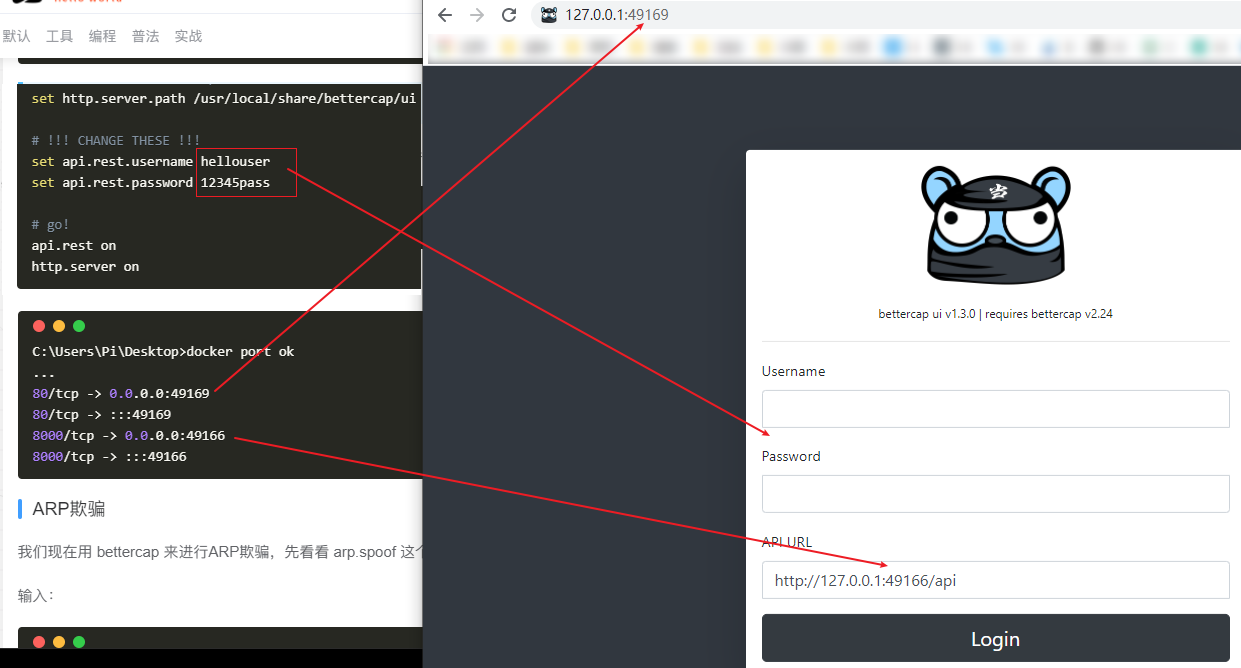 默认 工具 编程 普法 实战
set http.server.path /usr/local/share/bettercap/ui
# !!! CHANGE THESE !!!
set api.rest.username hellouser
set api.rest.password 12345pass
# go!
api.rest on
http.server on
C:\Users\Pi\Desktop>docker port ok
...
80/tcp -> 0.0.0.0:49169
80/tcp -> :::49169
8000/tcp -> 0.0.0.0:49166
8000/tcp -> :::49166
ARP欺骗
我们现在用 bettercap 来进行ARP欺骗，先看看 arp.spoof 这
输入：
127.0.0.1:49169
bettercap ui v1.3.0 | requires bettercap v2.24
Username
Password
API URL
http://127.0.0.1:49166/api
Login